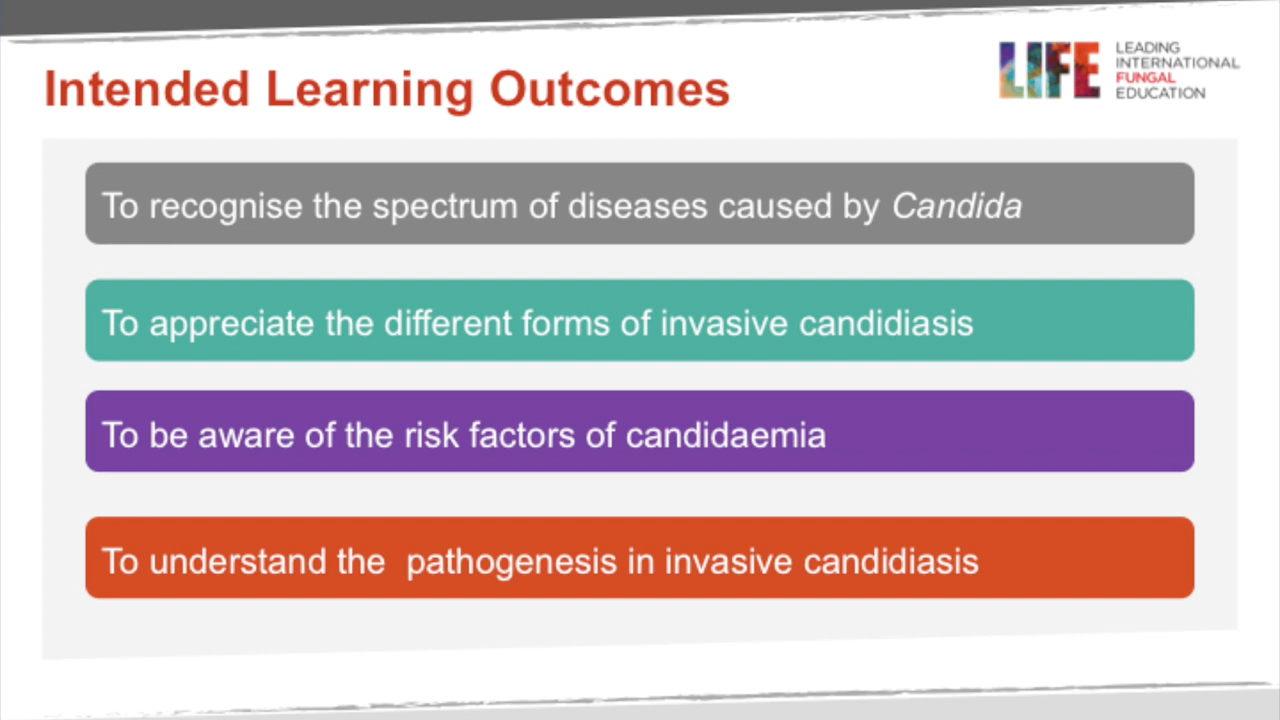 Intended Learning Outcomes
LIFE
LEADING
INTERNATIONAL
FUNGAL
EDUCATION
To recognise the spectrum of diseases caused by Candida
To appreciate the different forms of invasive candidiasis
To be aware of the risk factors of candidaemia
To understand the  pathogenesis in invasive candidiasis